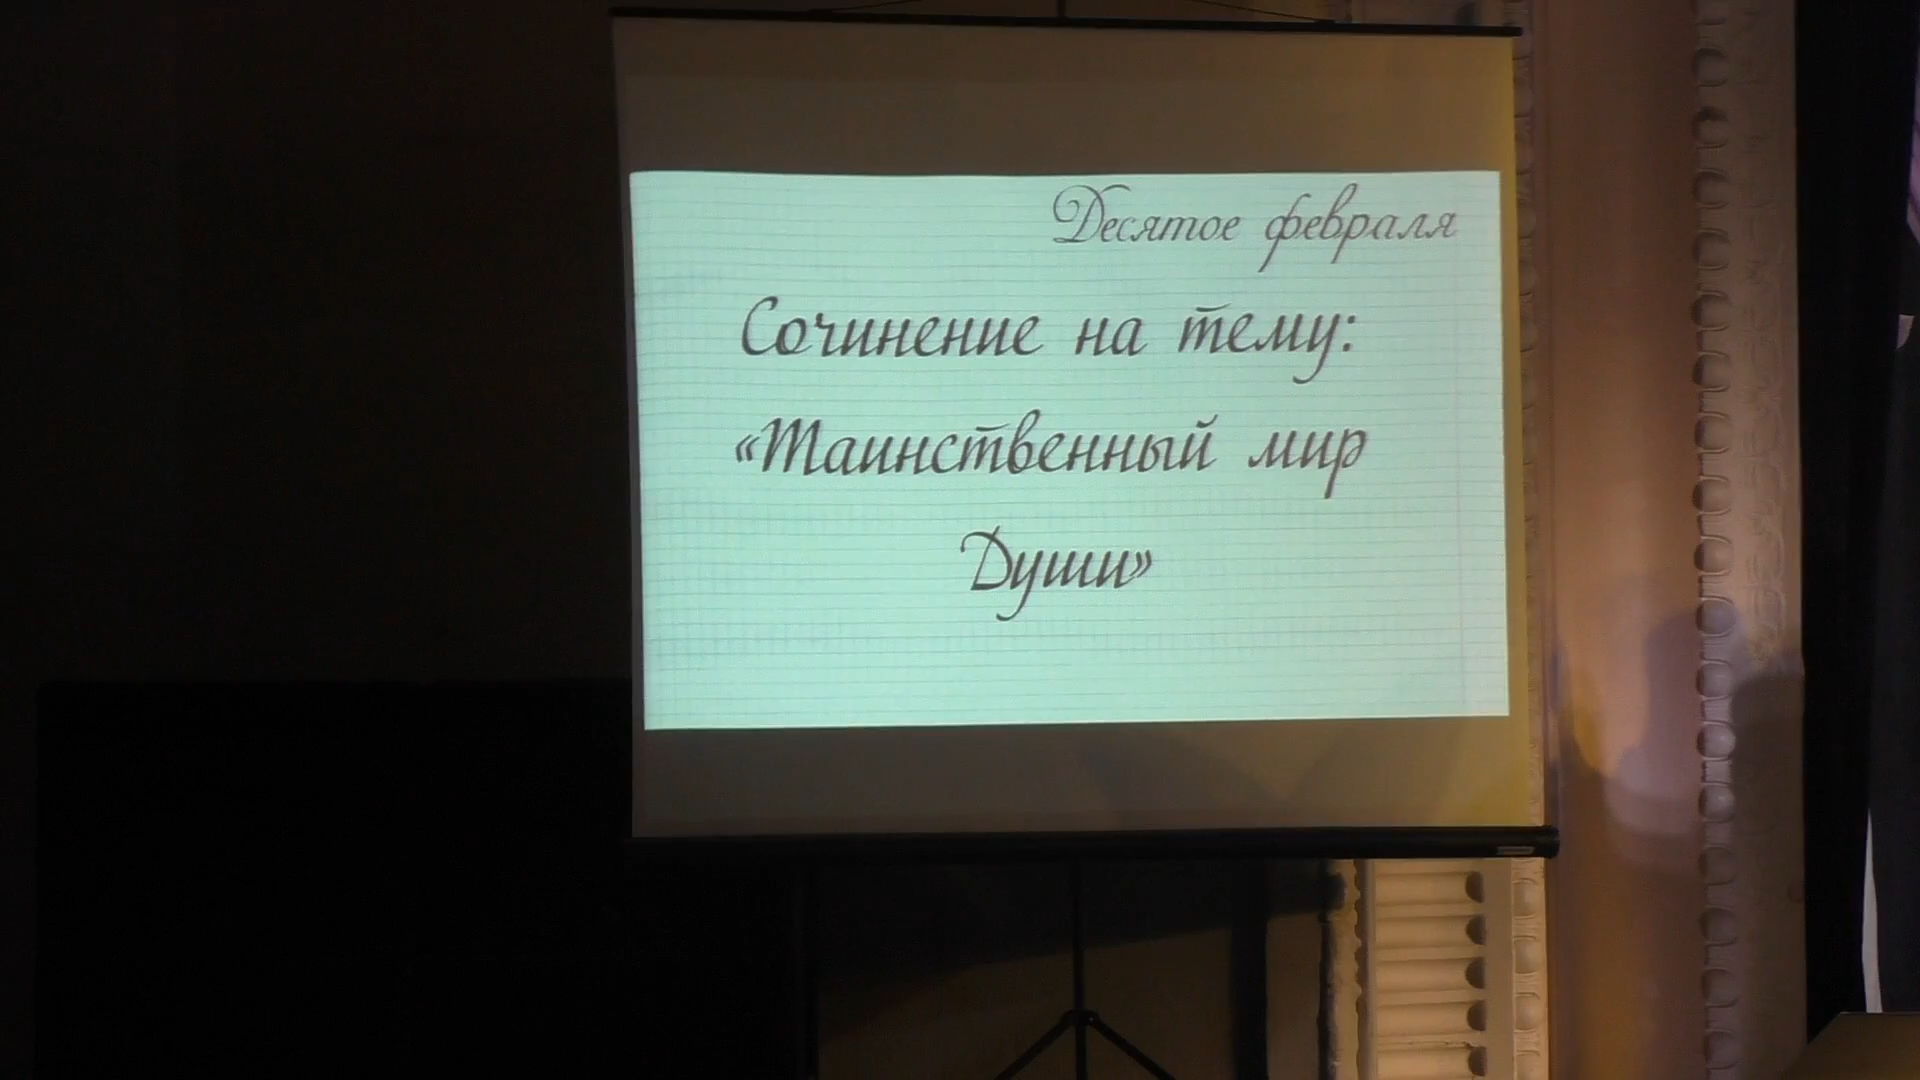 Десятое февраля
Сочинение на тему:
«Таинственный мир
Души»